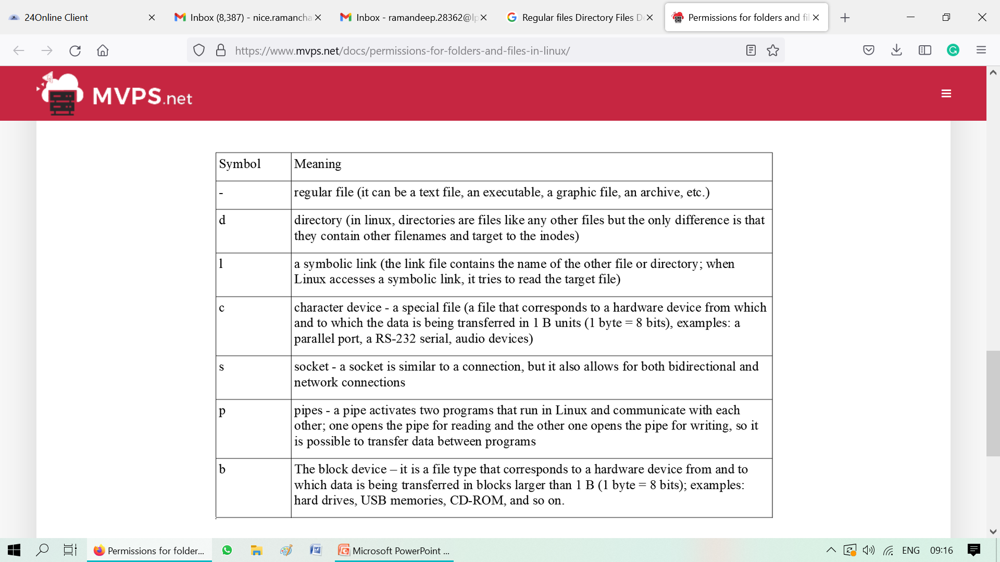 24Online Client
Inbox (8,387) - nice.ramancha
Inbox - ramandeep.28362@lp
Regular files Directory Files D
Permissions for folders and fil
https://www.mvps.net/docs/permissions-for-folders-and-files-in-linux/
MVPS.net
Symbol Meaning
- regular file (it can be a text file, an executable, a graphic file, an archive, etc.)
d directory (in linux, directories are files like any other files but the only difference is that
they contain other filenames and target to the inodes)
l a symbolic link (the link file contains the name of the other file or directory; when
Linux accesses a symbolic link, it tries to read the target file)
c character device - a special file (a file that corresponds to a hardware device from which
and to which the data is being transferred in 1 B units (1 byte = 8 bits), examples: a
parallel port, a RS-232 serial, audio devices)
s socket - a socket is similar to a connection, but it also allows for both bidirectional and
network connections
p pipes - a pipe activates two programs that run in Linux and communicate with each
other; one opens the pipe for reading and the other one opens the pipe for writing, so it
is possible to transfer data between programs
b The block device – it is a file type that corresponds to a hardware device from and to
which data is being transferred in blocks larger than 1 B (1 byte = 8 bits); examples:
hard drives, USB memories, CD-ROM, and so on.
Permissions for folder...
Microsoft PowerPoint ...
ENG
09:16